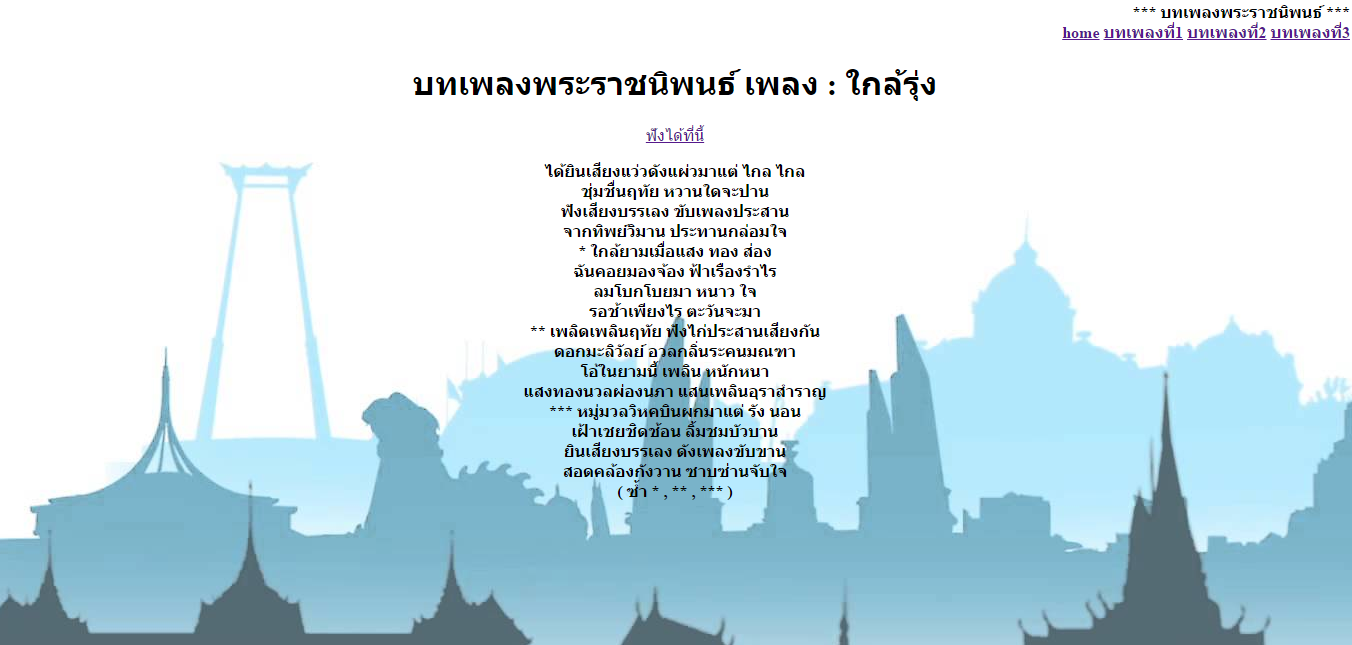 *** บทเพลงพระราชนิพนธ์ ***
home บทเพลงที่1 บทเพลงที่2 บทเพลงที่3
บทเพลงพระราชนิพนธ์ เพลง : ใกล้รุ่ง
ฟังได้ที่นี้
ได้ยินเสียงแว่วดังแผ่วมาแต่ ไกล ไกล
ชุ่มชื่นฤทัย หวานใดจะปาน
ฟังเสียงบรรเลง ขับเพลงประสาน
จากทิพย์วิมาน ประทานกล่อมใจ
* ใกล้ยามเมื่อแสง ทอง ส่อง
ฉันคอยมองจ้อง ฟ้าเรืองรำไร
ลมโบกโบยมา หนาว ใจ
รอช้าเพียงไร ตะวันจะมา
** เพลิดเพลินฤทัย ฟังไก่ประสานเสียงกัน
ดอกมะลิวัลย์ อวลกลิ่นระคนมณฑา
โอ้ในยามนี้ เพลิน หนักหนา
แสงทองนวลผ่องนภา แสนเพลินอุราสำราญ
*** หมู่มวลวิหคบินผกมาแต่ รัง นอน
เฝ้าเชยชิดช้อน ลิ้มชมบัวบาน
ยินเสียงบรรเลง ดังเพลงขับขาน
สอดคล้องกังวาน ซาบซ่านจับใจ
( ซ้ำ * , ** , *** )